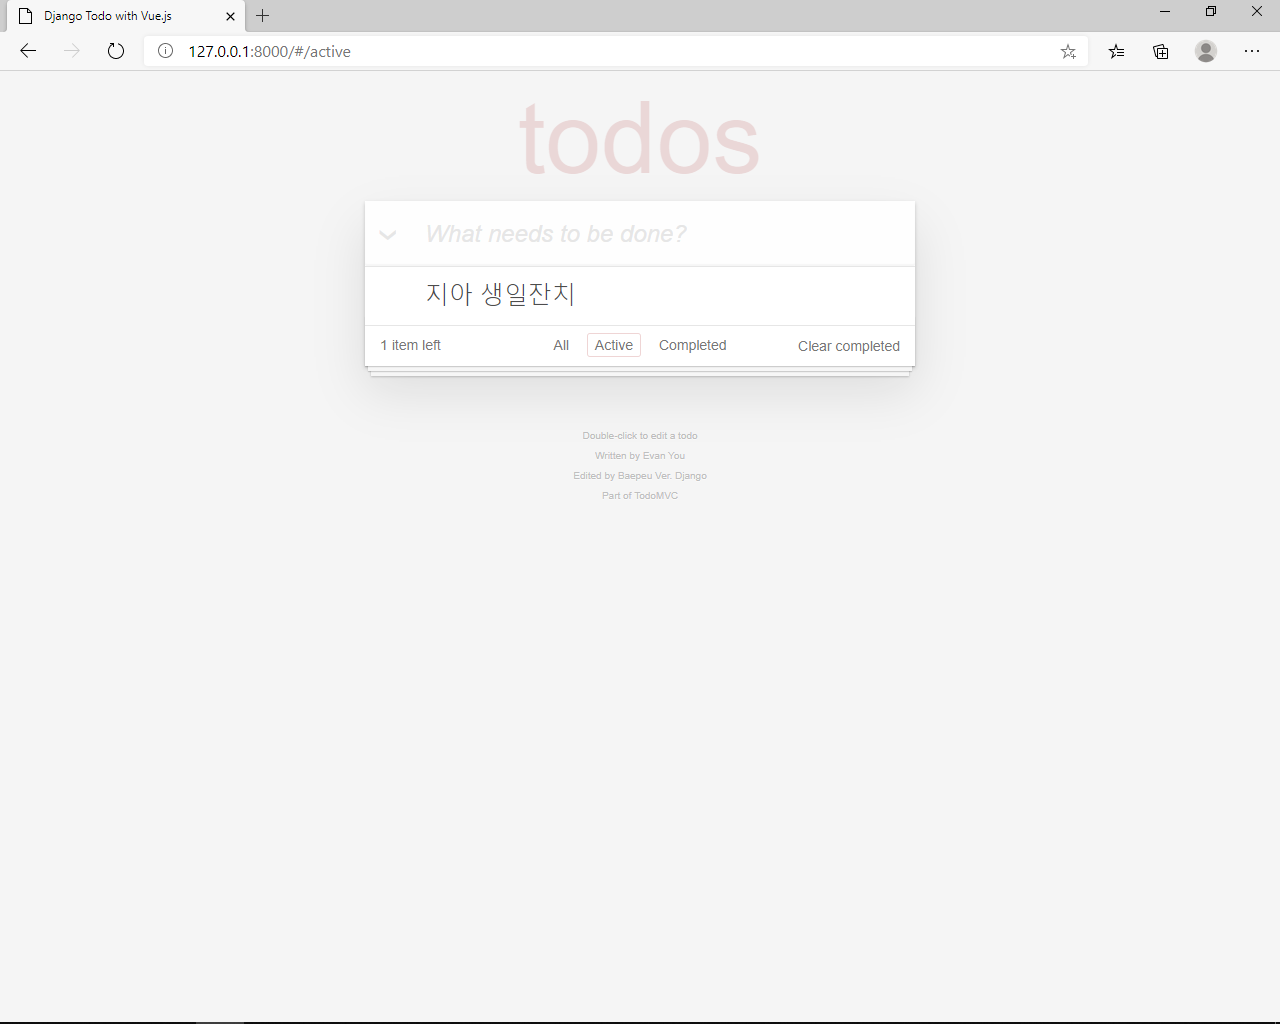 Django Todo with Vue.js
127.0.0.1:8000/#/active
todos
What needs to be done?
지아 생일잔치
1 item left
All
Active
Completed
Clear completed
Double-click to edit a todo
Written by Evan You
Edited by Baepeu Ver. Django
Part of TodoMVC